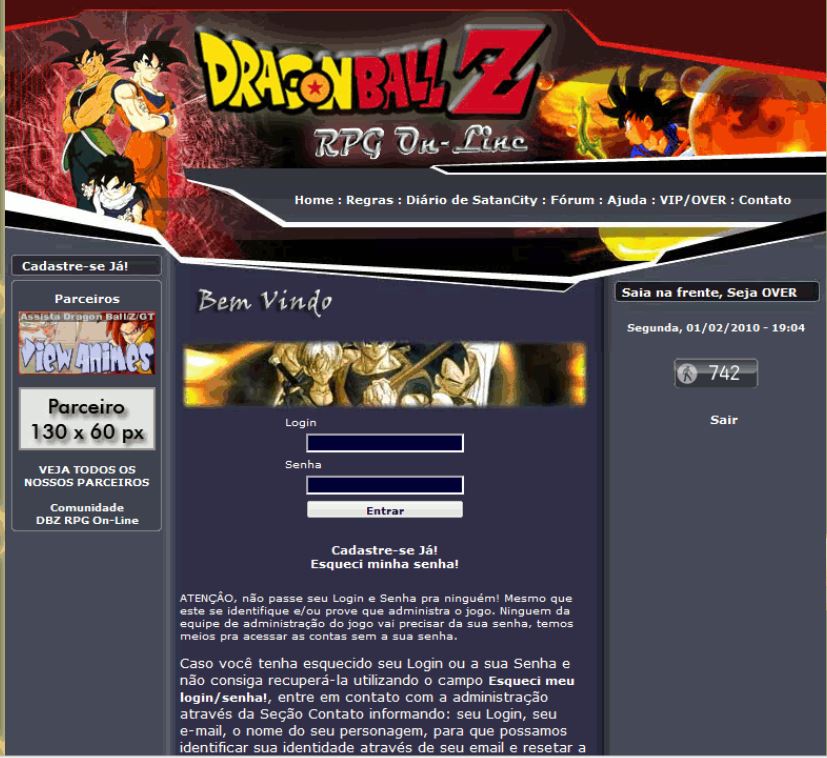 DRAGON BALL Z
RPG On-Line
Home : Regras : Diário de SatanCity : Fórum : Ajuda : VIP/OVER : Contato
Cadastre-se Já!
Parceiros
Assista Dragon Ball/Z/GT
View Animes
Parceiro
130 x 60 px
VEJA TODOS OS
NOSSOS PARCEIROS
Comunidade
DBZ RPG On-Line
Bem Vindo
Login
Senha
Entrar
Cadastre-se Já!
Esqueci minha senha!
ATENÇÂO, não passe seu Login e Senha pra ninguém! Mesmo que
este se identifique e/ou prove que administra o jogo. Ninguem da
equipe de administração do jogo vai precisar da sua senha, temos
meios pra acessar as contas sem a sua senha.
Caso você tenha esquecido seu Login ou a sua Senha e
não consiga recuperá-la utilizando o campo Esqueci meu
login/senha!, entre em contato com a administração
através da Seção Contato informando: seu Login, seu
e-mail, o nome do seu personagem, para que possamos
identificar sua identidade através de seu email e resetar a
Saia na frente, Seja OVER
Segunda, 01/02/2010 - 19:04
742
Sair